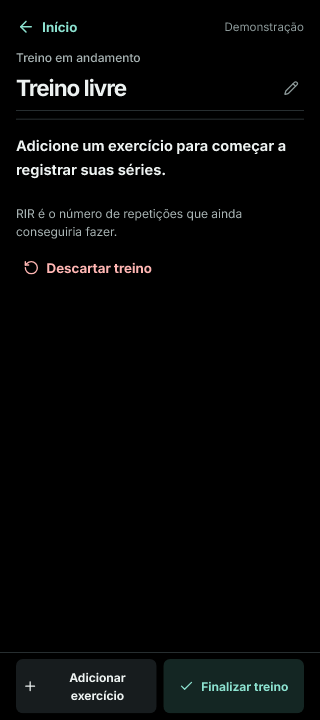 Início
Demonstração
Treino em andamento
Treino livre
Adicione um exercício para começar a
registrar suas séries.
RIR é o número de repetições que ainda
conseguiria fazer.
Descartar treino
Adicionar
exercício
Finalizar treino